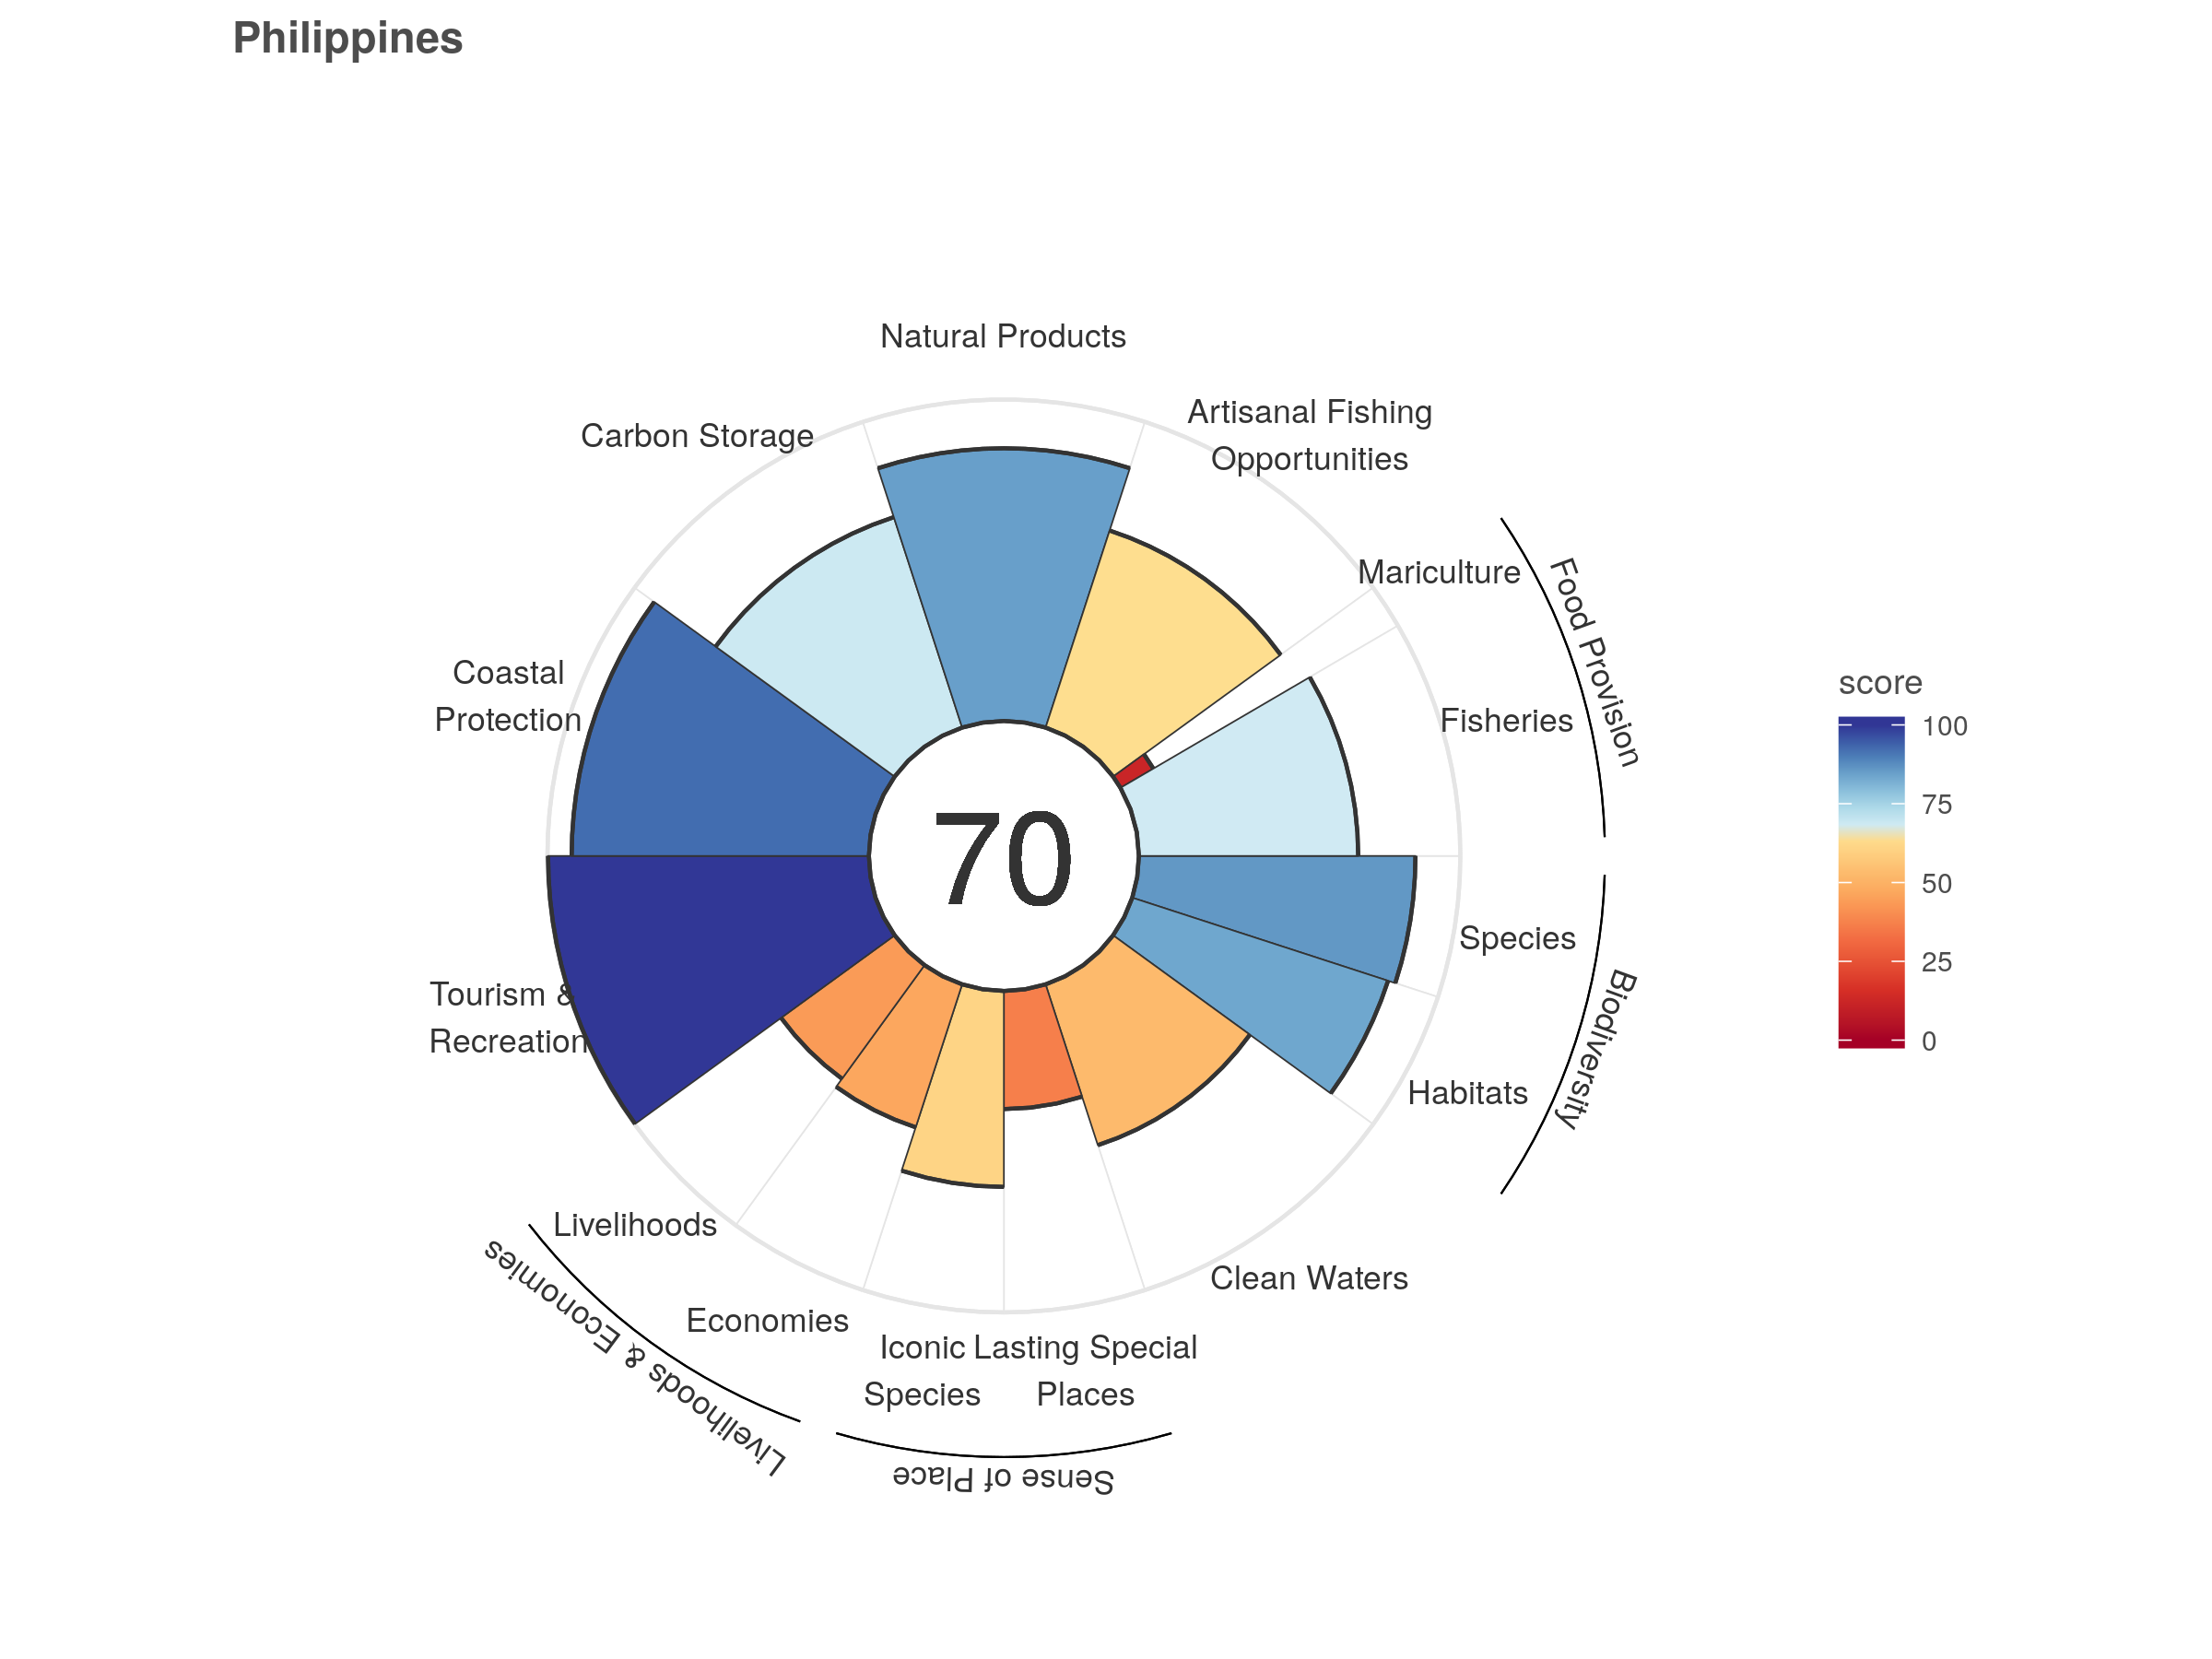 Philippines
Natural Products
Artisanal Fishing
Opportunities
Carbon Storage
Mariculture
Food Provision
Coastal
Protection
Fisheries
score
100
75
50
25
0
70
Species
Biodiversity
Tourism &
Recreation
Habitats
Livelihoods
Clean Waters
Livelihoods & Economies
Economies
Iconic
Species
Lasting Special
Places
Sense of Place